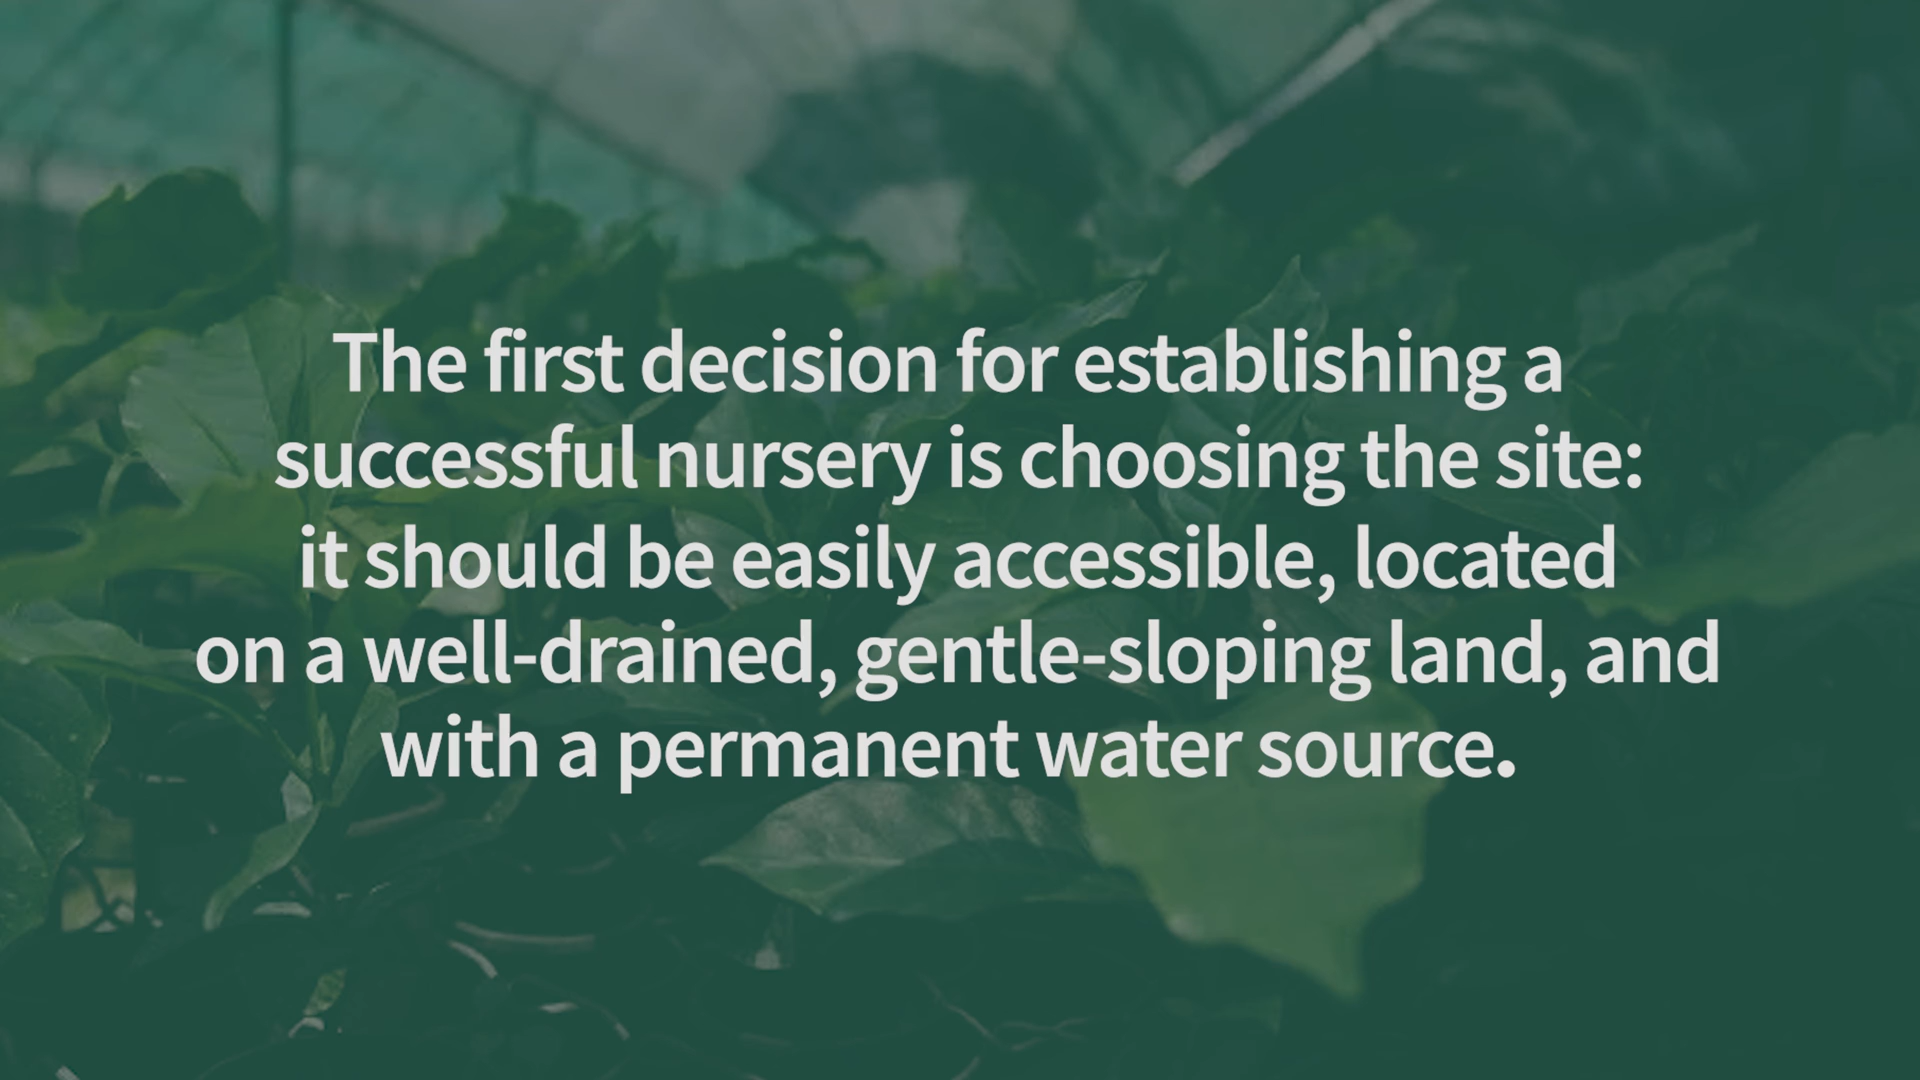 The first decision for establishing a
successful nursery is choosing the site:
it should be easily accessible, located
on a well-drained, gentle-sloping land, and
with a permanent water source.